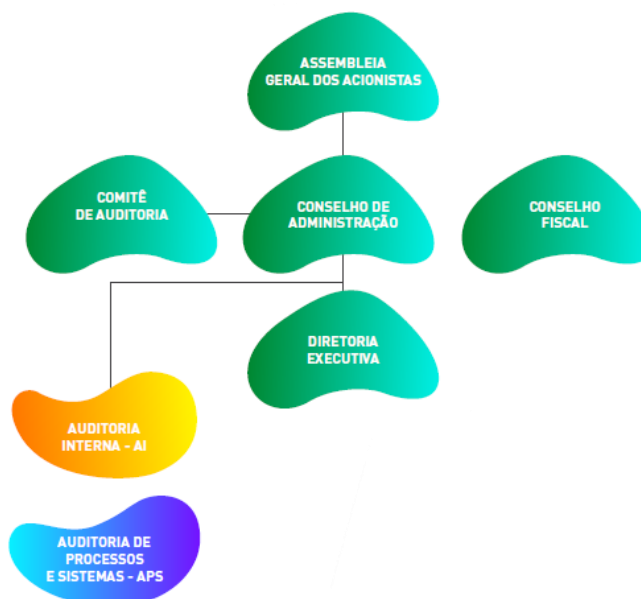 ASSEMBLEIA
GERAL DOS ACIONISTAS
COMITÊ
DE AUDITORIA
CONSELHO DE
ADMINISTRAÇÃO
CONSELHO
FISCAL
DIRETORIA
EXECUTIVA
AUDITORIA
INTERNA - AI
AUDITORIA DE
PROCESSOS
E SISTEMAS - APS